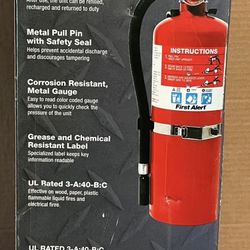 After use, the unit can be refilled,
recharged and returned to duty
Metal Pull Pin
with Safety Seal
Helps prevent accidental discharge
and discourages tampering
Corrosion Resistant,
Metal Gauge
Easy to read color coded gauge
allows you to quickly check the
pressure of the unit
Grease and Chemical
Resistant Label
Specialized label keeps key
information readable
UL Rated 3-A:40-B:C
Effective on wood, paper, plastic
flammable liquid fires and
electrical fires.
UL RATED 3-A:40-B:C
INSTRUCTIONS
First Alert